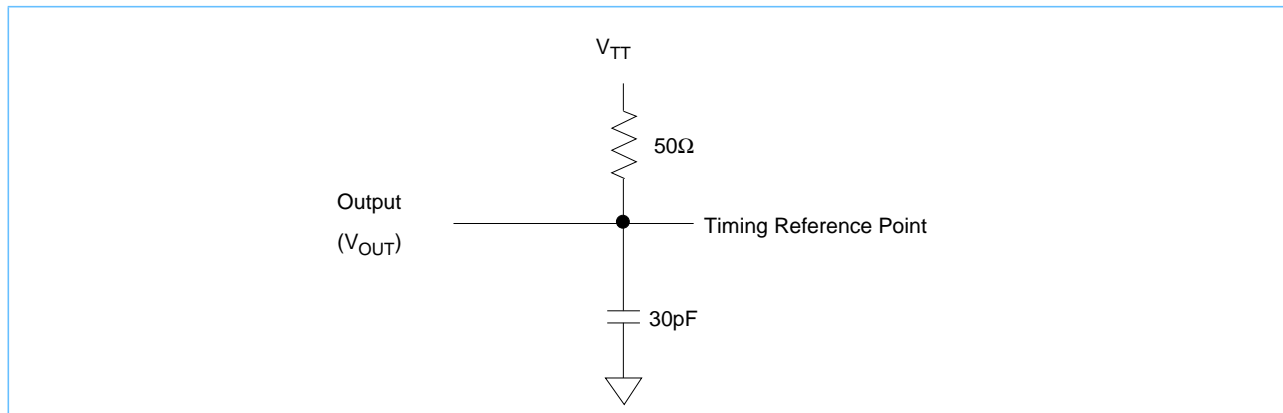 VTT
50Ω
Output
Timing Reference Point
(VOUT)
30pF